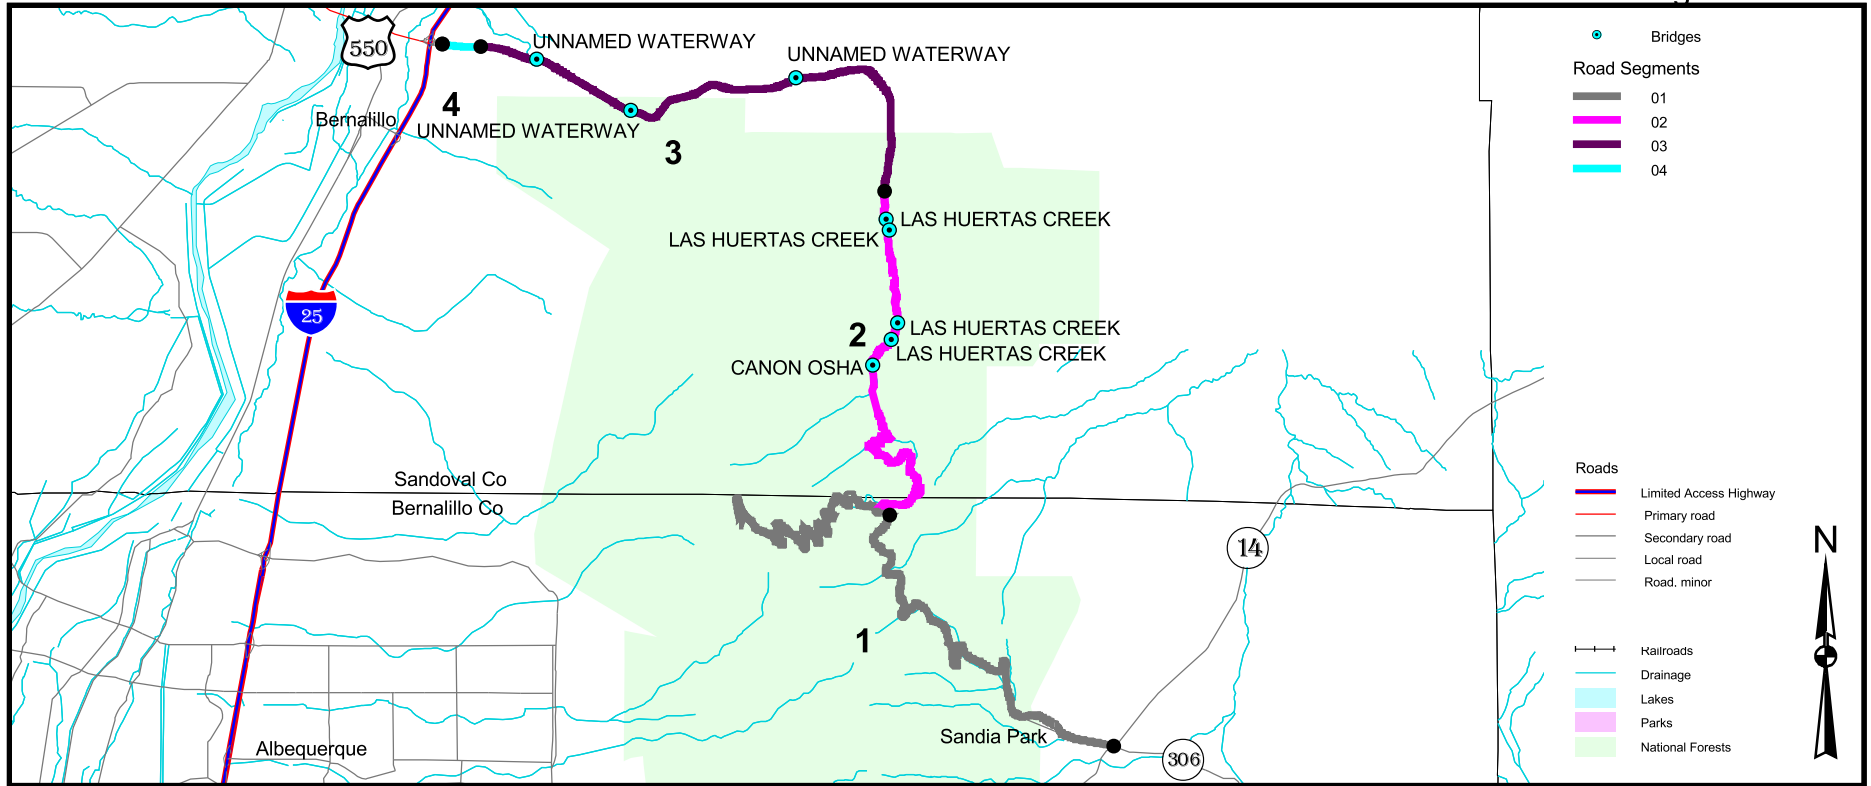 550
UNNAMED WATERWAY
UNNAMED WATERWAY
4
Bernalillo
UNNAMED WATERWAY
3
LAS HUERTAS CREEK
LAS HUERTAS CREEK
25
2
LAS HUERTAS CREEK
LAS HUERTAS CREEK
CANON OSHA
Sandoval Co
Bernalillo Co
14
1
Sandia Park
Albequerque
306
Bridges
Road Segments
01
02
03
04
Roads
Limited Access Highway
Primary road
Secondary road
Local road
Road, minor
Railroads
Drainage
Lakes
Parks
National Forests
N